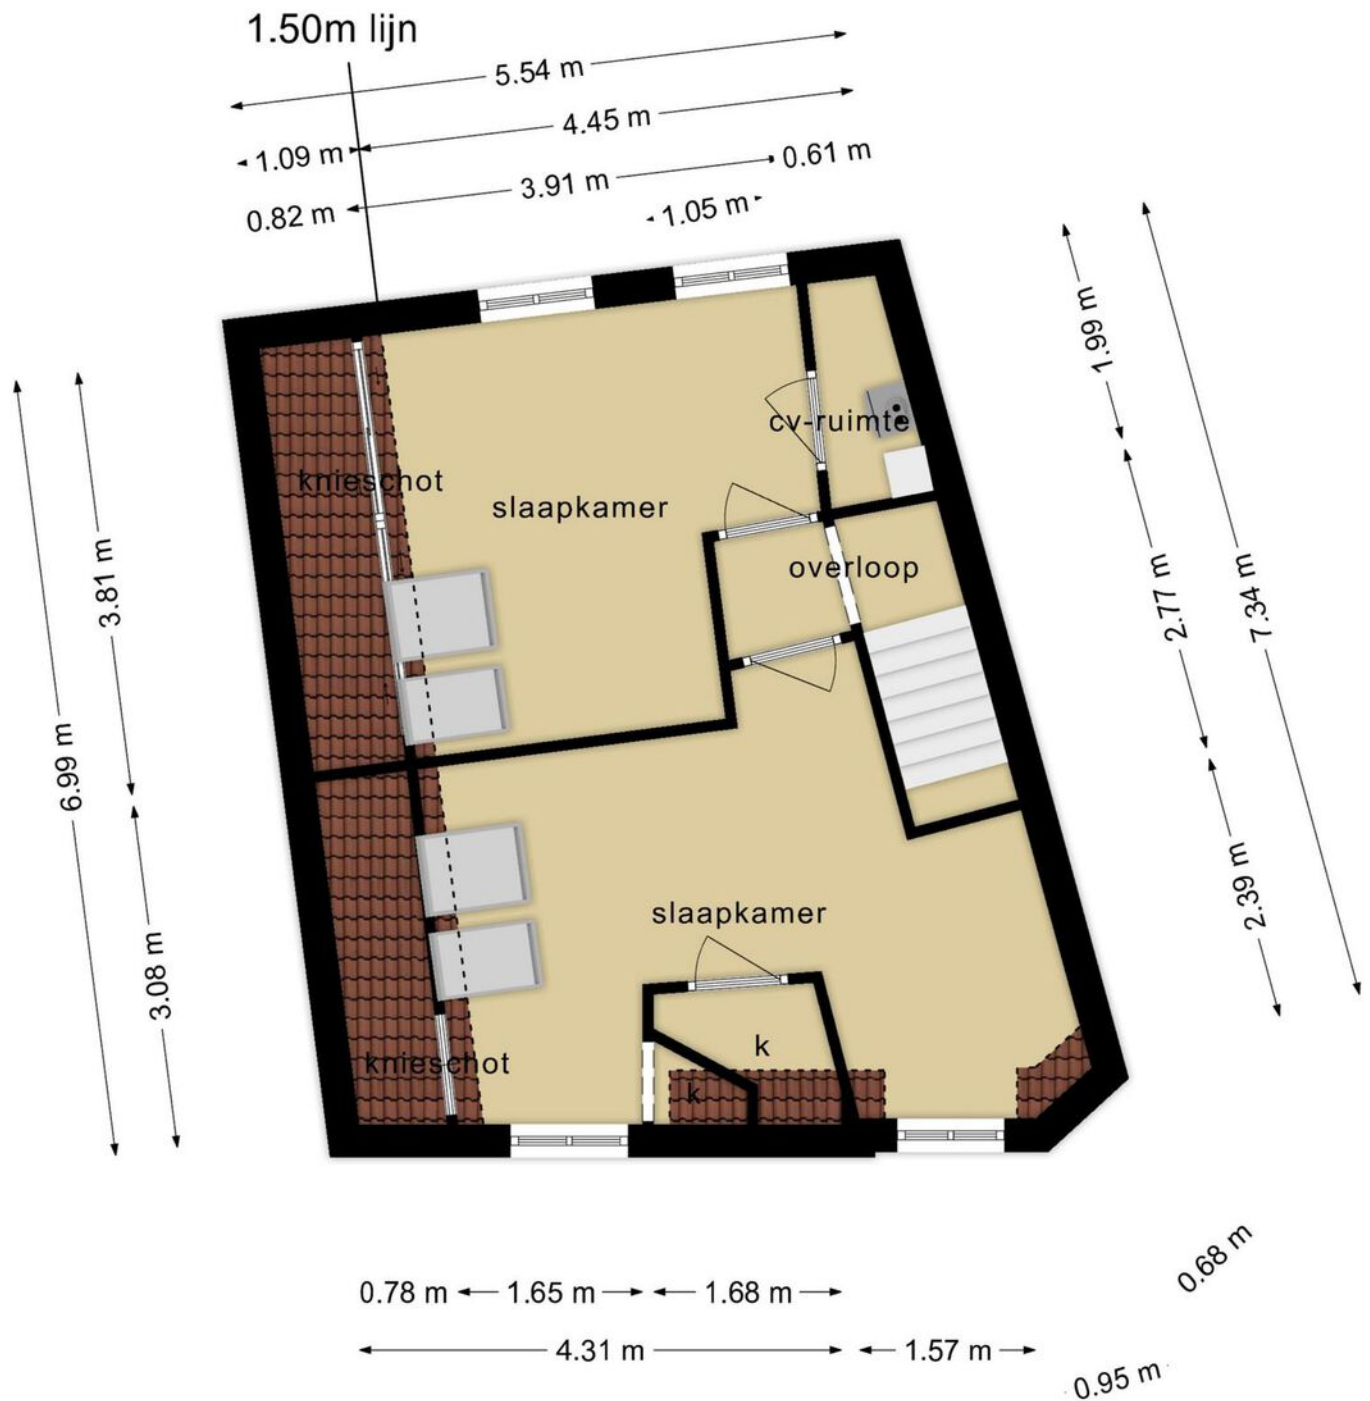 1.50m lijn
5.54 m
4.45 m
1.09 m
0.61 m
3.91 m
0.82 m
1.05 m
1.99 m
cv-ruimte
knieschot
slaapkamer
overloop
3.81 m
2.77 m
7.34 m
6.99 m
2.39 m
slaapkamer
3.08 m
k
knieschot
k
0.68 m
0.78 m
1.65 m
1.68 m
4.31 m
1.57 m
0.95 m